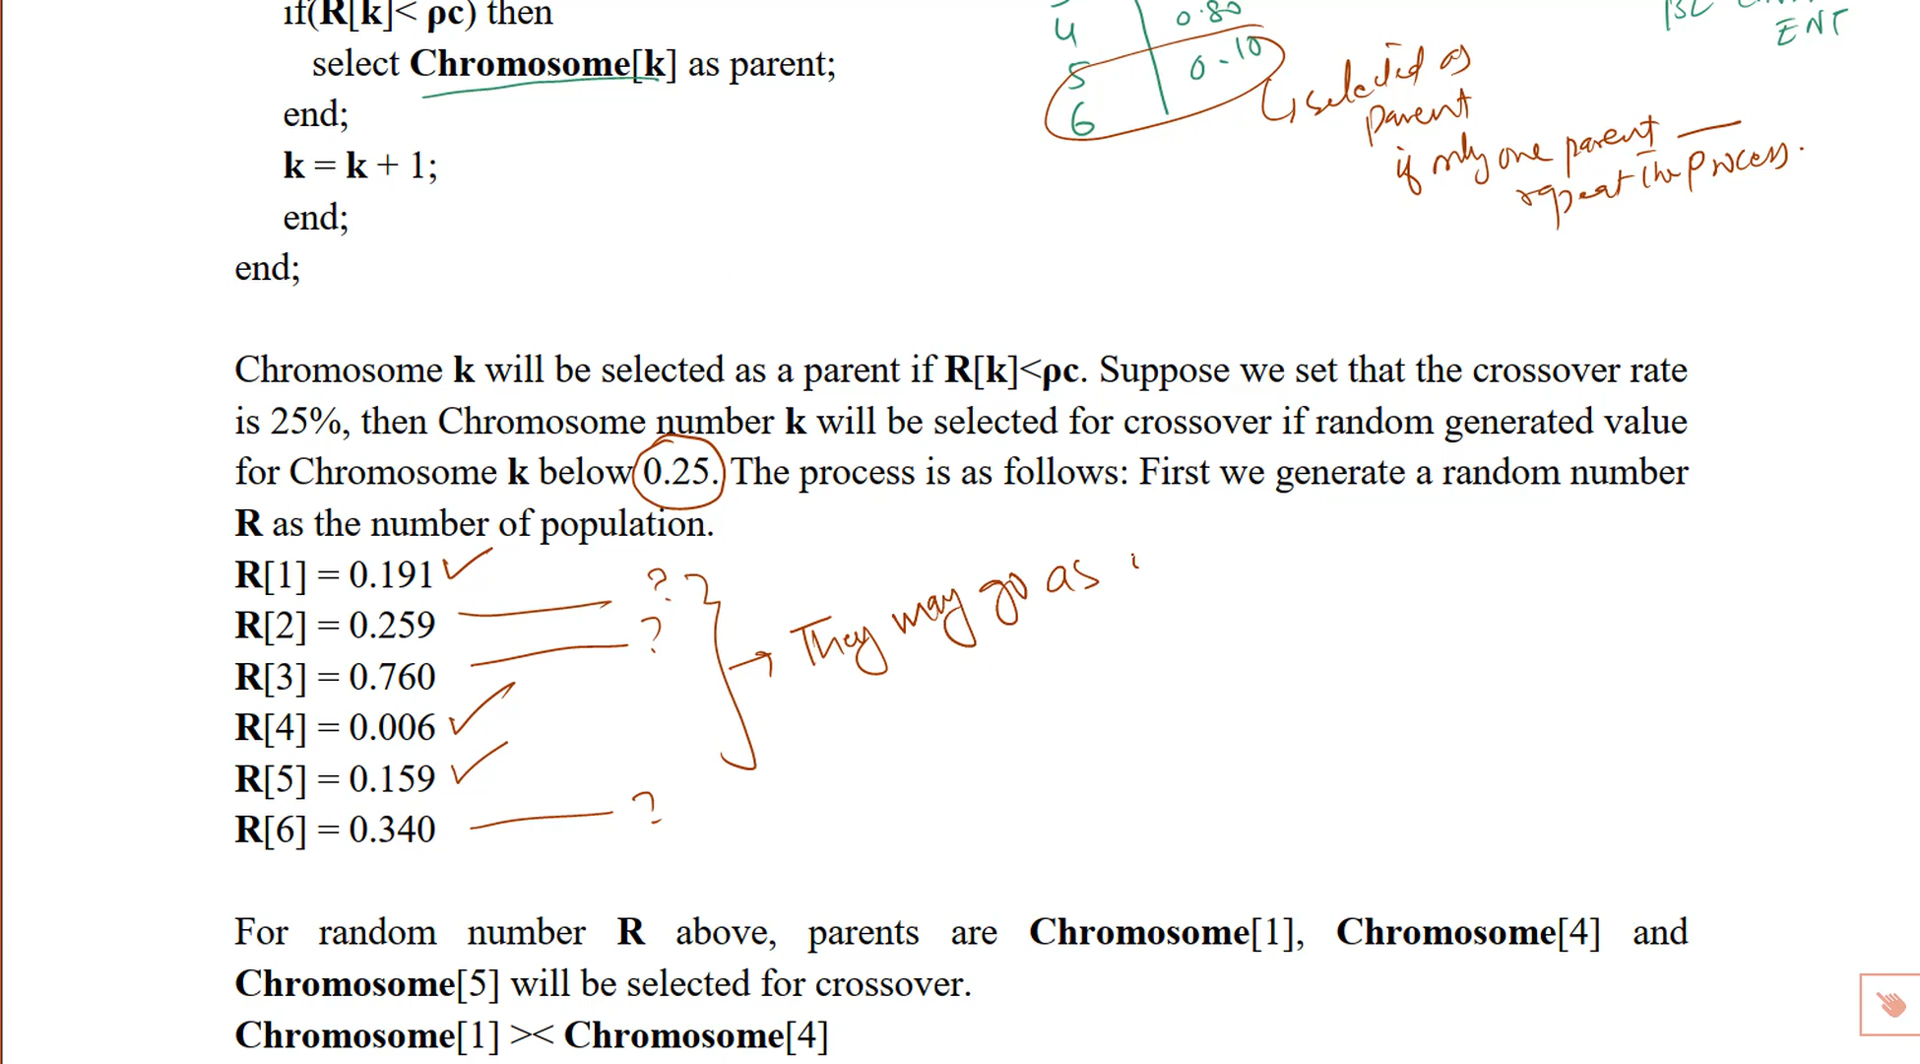 if(R[k]< ρc) then
select Chromosome[k] as parent;
end;
k = k + 1;
end;
end;
4 0.80
5 0.10
6
ENT
selected as
parent
if only one parent —
repeat the process.
Chromosome k will be selected as a parent if R[k]<ρc. Suppose we set that the crossover rate
is 25%, then Chromosome number k will be selected for crossover if random generated value
for Chromosome k below 0.25. The process is as follows: First we generate a random number
R as the number of population.
R[1] = 0.191 ✓
R[2] = 0.259 ?
R[3] = 0.760 ?
R[4] = 0.006 ✓
R[5] = 0.159 ✓
R[6] = 0.340 ?
→ They may go as
For random number R above, parents are Chromosome[1], Chromosome[4] and
Chromosome[5] will be selected for crossover.
Chromosome[1] >< Chromosome[4]